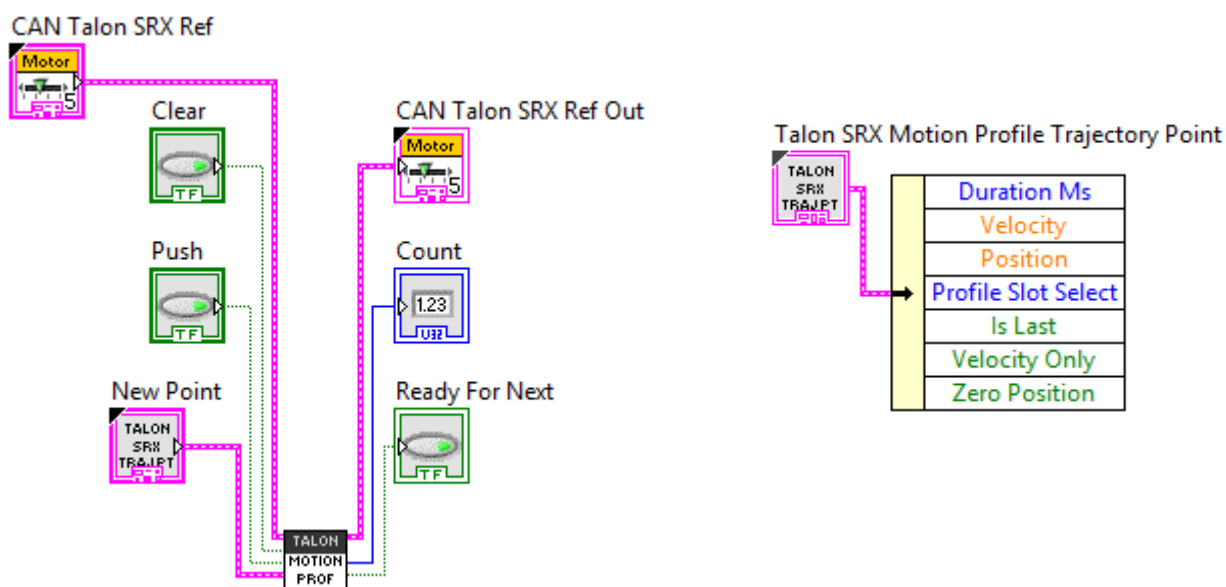 CAN Talon SRX Ref
Motor
5
Clear
TF
Push
TF
New Point
TALON
SRX
TRAJPT
CAN Talon SRX Ref Out
Motor
5
Count
1.23
U32
Ready For Next
TF
TALON
MOTION
PROF
Talon SRX Motion Profile Trajectory Point
TALON
SRX
TRAJPT
Duration Ms
Velocity
Position
Profile Slot Select
Is Last
Velocity Only
Zero Position